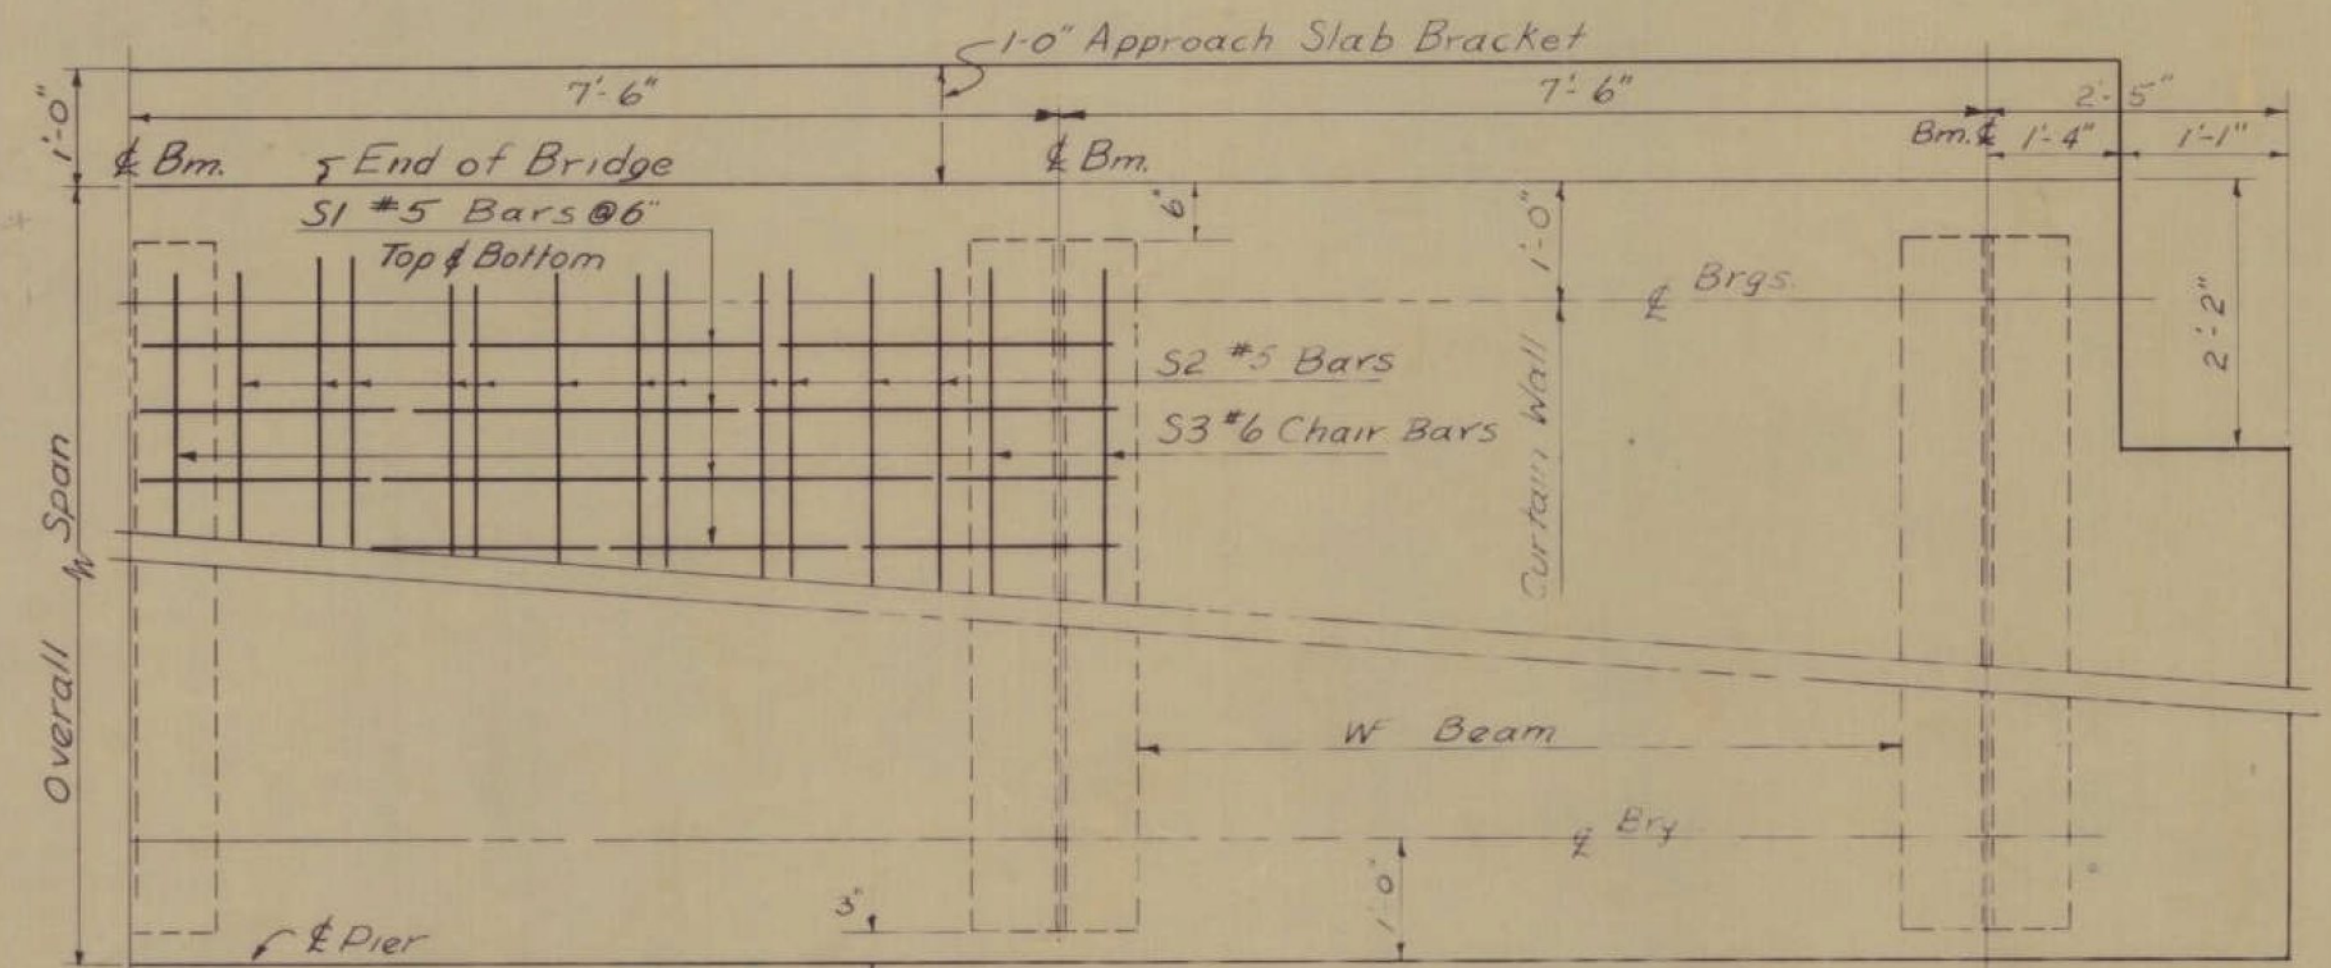 1'-0" Approach Slab Bracket
1'-0"
7'-6"
7'-6"
2'-5"
℄ Bm.
End of Bridge
℄ Bm.
Bm. ℄
1'-4"
1'-1"
S1 #5 Bars @ 6"
Top & Bottom
6"
1'-0"
℄ Brgs.
2'-2"
S2 #5 Bars
S3 #6 Chair Bars
Curtain Wall
Overall Span
W Beam
℄ Brg
3"
1'-0"
℄ Pier